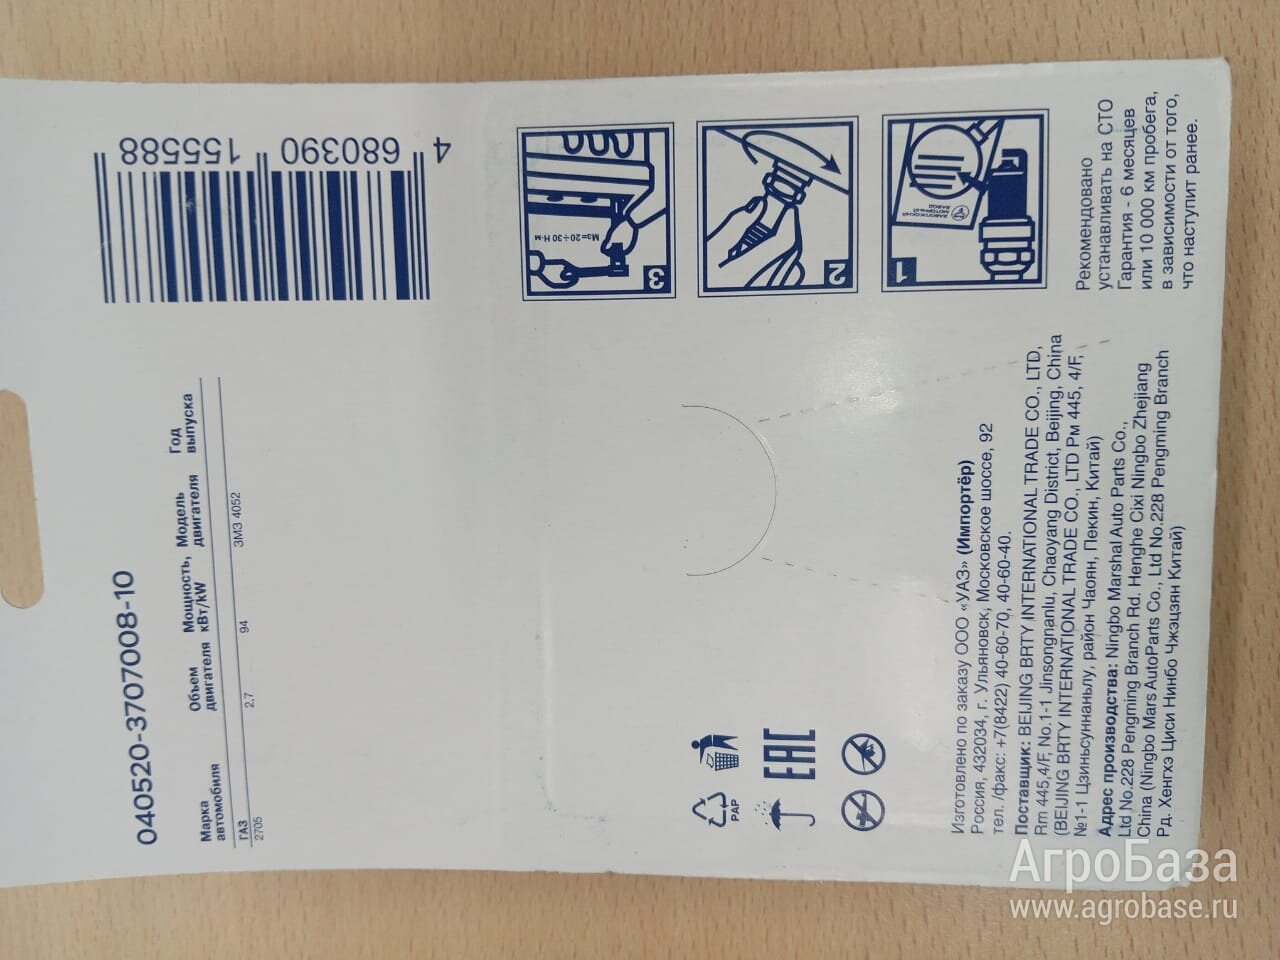 040520-3707008-10
Марка автомобиля
Объем двигателя
Мощность, кВт/kW
Модель двигателя
Год выпуска
ГАЗ
2705
2,7
94
ЗМЗ 4052
4 680390 155588
3
Мз=20÷30 Н·м
2
1
ЗАВОЛЖСКИЙ
МОТОРНЫЙ
ЗАВОД
Рекомендовано
устанавливать на СТО
Гарантия - 6 месяцев
или 10 000 км пробега,
в зависимости от того,
что наступит ранее.
PAP
EAC
Изготовлено по заказу ООО «УАЗ» (Импортёр)
Россия, 432034, г. Ульяновск, Московское шоссе, 92
тел. /факс: +7(8422) 40-60-70, 40-60-40.
Поставщик: BEIJING BRTY INTERNATIONAL TRADE CO., LTD,
Rm 445,4/F, No.1-1 Jinsongnanlu, Chaoyang District, Beijing, China
(BEIJING BRTY INTERNATIONAL TRADE CO., LTD Рм 445, 4/F,
№1-1 Цзиньсуннаньлу, район Чаоян, Пекин, Китай)
Адрес производства: Ningbo Marshal Auto Parts Co.,
Ltd No.228 Pengming Branch Rd. Henghe Cixi Ningbo Zhejiang
China (Ningbo Mars AutoParts Co., Ltd No.228 Pengming Branch
Рд. Хенгхэ Циси Нинбо Чжэцзян Китай)
АгроБаза
www.agrobase.ru